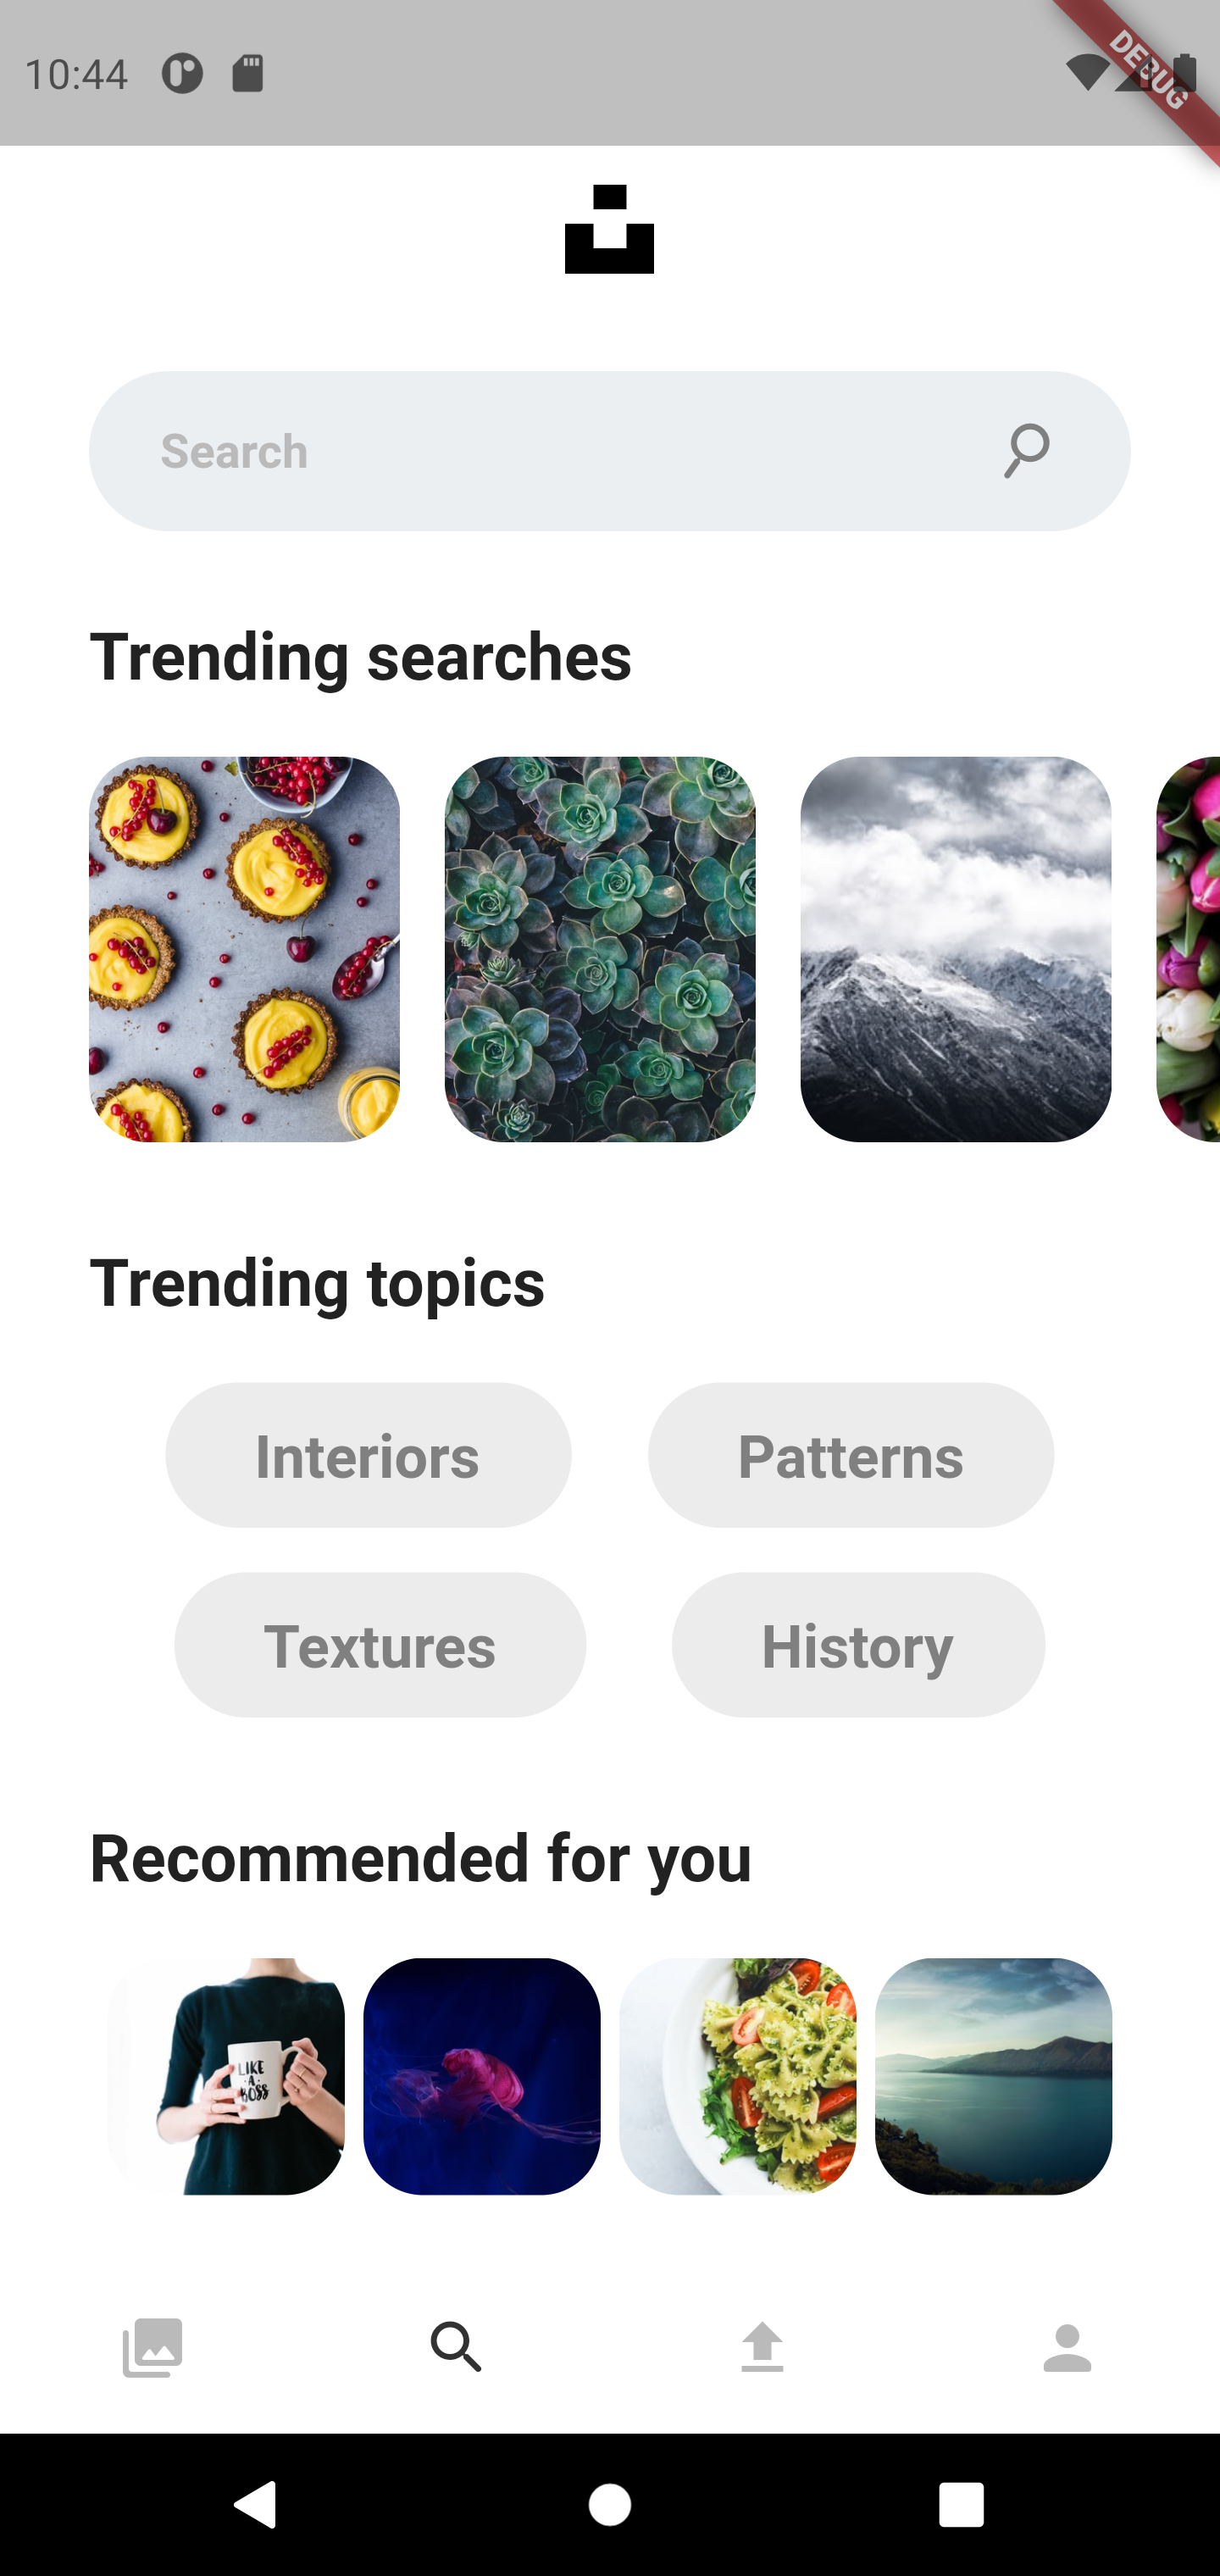 10:44
DEBUG
Search
Trending searches
Trending topics
Interiors
Patterns
Textures
History
Recommended for you
LIKE
·A·
BOSS